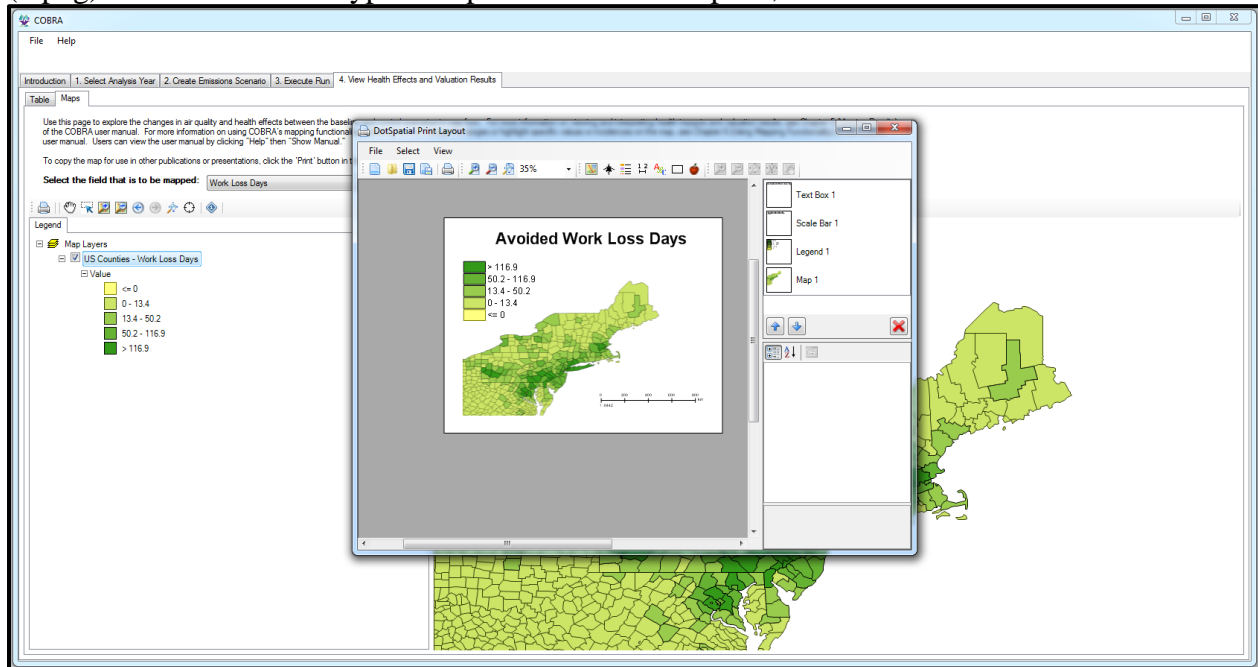 COBRA
File Help
Introduction 1. Select Analysis Year 2. Create Emissions Scenario 3. Execute Run 4. View Health Effects and Valuation Results
Table Maps
Use this page to explore the changes in air quality and health effects between the
of the COBRA user manual. For more information on using COBRA's mapping
user manual. Users can view the user manual by clicking "Help" then "Show Manual."
To copy the map for use in other publications or presentations, click the 'Print' button in
Select the field that is to be mapped: Work Loss Days
Legend
Map Layers
US Counties - Work Loss Days
Value
<= 0
0 - 13.4
13.4 - 50.2
50.2 - 116.9
> 116.9
DotSpatial Print Layout
File Select View
35%
Avoided Work Loss Days
> 116.9
50.2 - 116.9
13.4 - 50.2
0 - 13.4
<= 0
Text Box 1
Scale Bar 1
Legend 1
Map 1